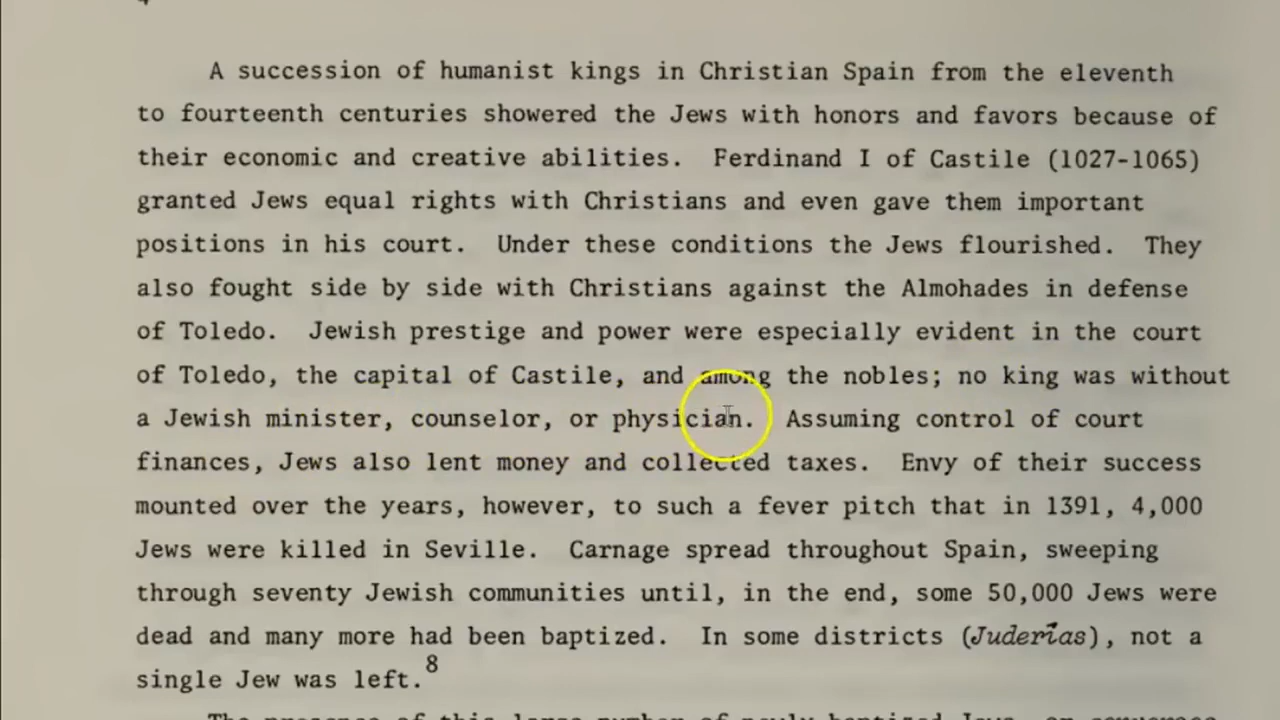 A succession of humanist kings in Christian Spain from the eleventh
to fourteenth centuries showered the Jews with honors and favors because of
their economic and creative abilities. Ferdinand I of Castile (1027-1065)
granted Jews equal rights with Christians and even gave them important
positions in his court. Under these conditions the Jews flourished. They
also fought side by side with Christians against the Almohades in defense
of Toledo. Jewish prestige and power were especially evident in the court
of Toledo, the capital of Castile, and among the nobles; no king was without
a Jewish minister, counselor, or physician. Assuming control of court
finances, Jews also lent money and collected taxes. Envy of their success
mounted over the years, however, to such a fever pitch that in 1391, 4,000
Jews were killed in Seville. Carnage spread throughout Spain, sweeping
through seventy Jewish communities until, in the end, some 50,000 Jews were
dead and many more had been baptized. In some districts (Juderías), not a
single Jew was left.8